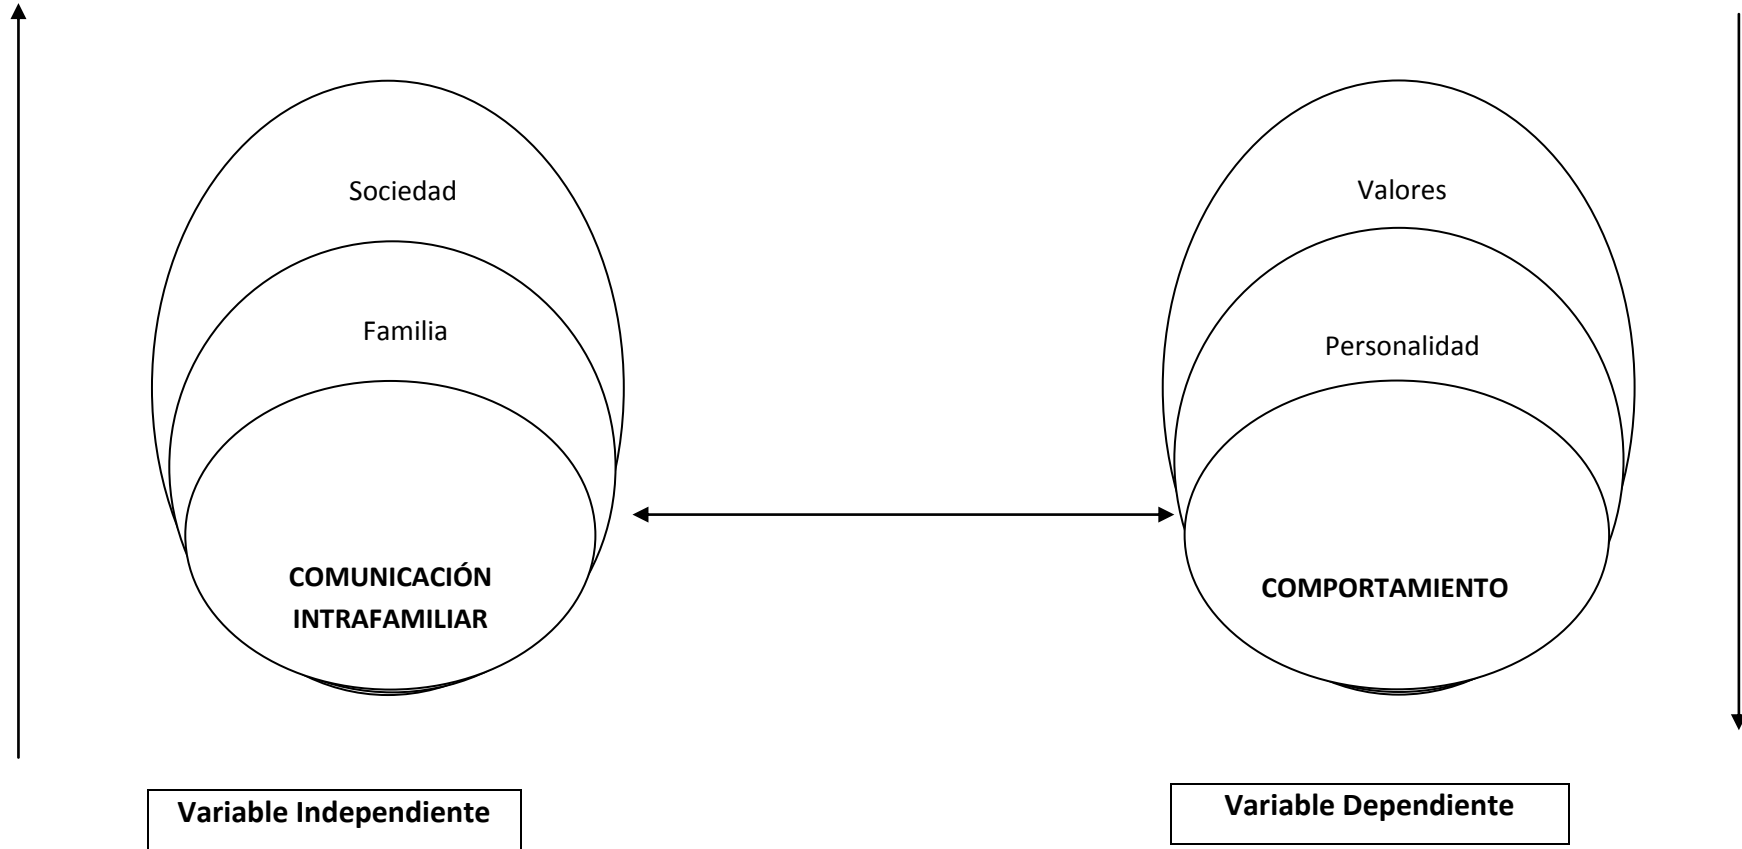 Sociedad
Familia
COMUNICACIÓN
INTRAFAMILIAR
Variable Independiente
Valores
Personalidad
COMPORTAMIENTO
Variable Dependiente